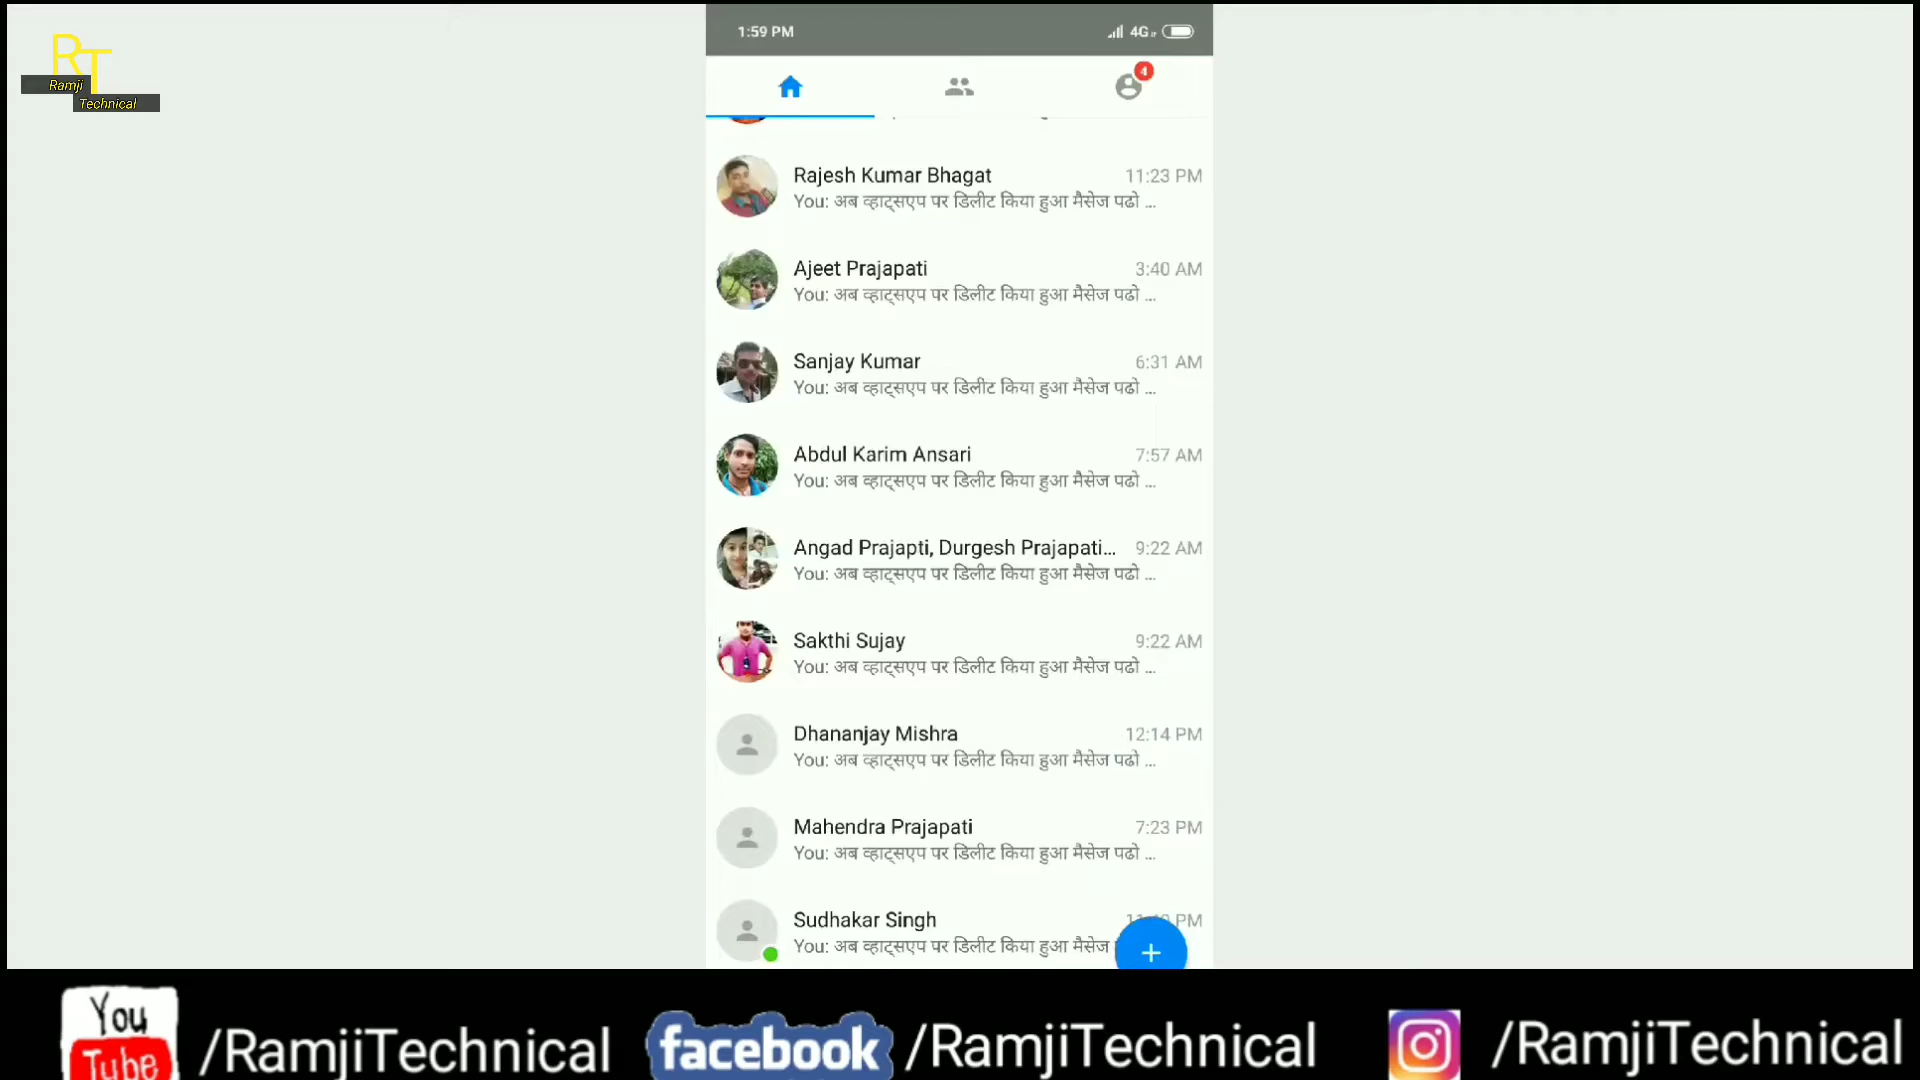 RT
Ramji
Technical
1:59 PM
4G
4
Rajesh Kumar Bhagat 11:23 PM
You: अब व्हाट्सएप पर डिलीट किया हुआ मैसेज पढो ...
Ajeet Prajapati 3:40 AM
You: अब व्हाट्सएप पर डिलीट किया हुआ मैसेज पढो ...
Sanjay Kumar 6:31 AM
You: अब व्हाट्सएप पर डिलीट किया हुआ मैसेज पढो ...
Abdul Karim Ansari 7:57 AM
You: अब व्हाट्सएप पर डिलीट किया हुआ मैसेज पढो ...
Angad Prajapti, Durgesh Prajapati... 9:22 AM
You: अब व्हाट्सएप पर डिलीट किया हुआ मैसेज पढो ...
Sakthi Sujay 9:22 AM
You: अब व्हाट्सएप पर डिलीट किया हुआ मैसेज पढो ...
Dhananjay Mishra 12:14 PM
You: अब व्हाट्सएप पर डिलीट किया हुआ मैसेज पढो ...
Mahendra Prajapati 7:23 PM
You: अब व्हाट्सएप पर डिलीट किया हुआ मैसेज पढो ...
Sudhakar Singh PM
You: अब व्हाट्सएप पर डिलीट किया हुआ मैसेज
You Tube /RamjiTechnical facebook /RamjiTechnical /RamjiTechnical